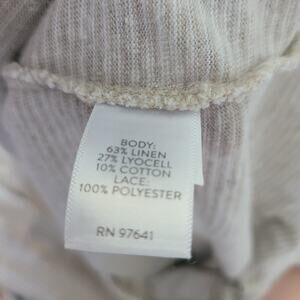 BODY:
63% LINEN
27% LYOCELL
10% COTTON
LACE:
100% POLYESTER
RN 97641